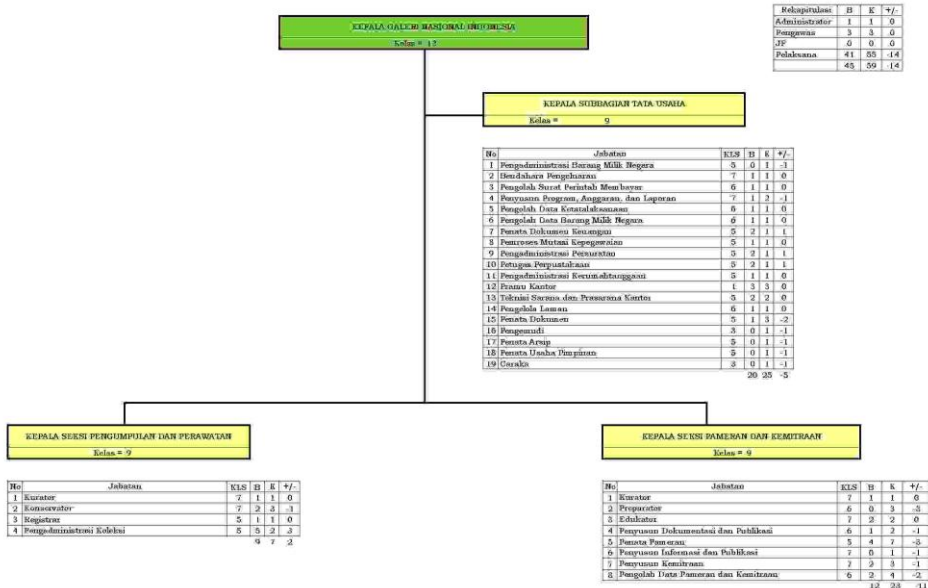 KEPALA GALERI NASIONAL INDONESIA
Kelas = 12
Rekapitulasi B K +/-
Administrator 1 1 0
Pengawas 3 3 0
JF 0 0 0
Pelaksana 41 55 -14
45 59 -14
KEPALA SUBBAGIAN TATA USAHA
Kelas = 9
No Jabatan KLS B K +/-
1 Pengadministrasi Barang Milik Negara 5 0 1 -1
2 Bendahara Pengeluaran 7 1 1 0
3 Pengolah Surat Perintah Membayar 6 1 1 0
4 Penyusun Program, Anggaran, dan Laporan 7 1 2 -1
5 Pengolah Data Ketatalaksanaan 6 1 1 0
6 Pengolah Data Barang Milik Negara 6 1 1 0
7 Penata Dokumen Keuangan 5 2 1 1
8 Pemroses Mutasi Kepegawaian 5 1 1 0
9 Pengadministrasi Persuratan 5 2 1 1
10 Petugas Perpustakaan 5 2 1 1
11 Pengadministrasi Kerumahtanggaan 5 1 1 0
12 Pramu Kantor 1 3 3 0
13 Teknisi Sarana dan Prasarana Kantor 5 2 2 0
14 Pengelola Laman 6 1 1 0
15 Penata Dokumen 5 1 3 -2
16 Pengemudi 3 0 1 -1
17 Penata Arsip 5 0 1 -1
18 Penata Usaha Pimpinan 5 0 1 -1
19 Caraka 3 0 1 -1
20 25 -5
KEPALA SEKSI PENGUMPULAN DAN PERAWATAN
Kelas = 9
No Jabatan KLS B K +/-
1 Kurator 7 1 1 0
2 Konservator 7 2 3 -1
3 Registrar 5 1 1 0
4 Pengadministrasi Koleksi 5 5 2 3
9 7 2
KEPALA SEKSI PAMERAN DAN KEMITRAAN
Kelas = 9
No Jabatan KLS B K +/-
1 Kurator 7 1 1 0
2 Preparator 6 0 3 -3
3 Edukator 7 2 2 0
4 Penyusun Dokumentasi dan Publikasi 6 1 2 -1
5 Penata Pameran 5 4 7 -3
6 Penyusun Informasi dan Publikasi 7 -1
7 Penyusun Kemitraan 7 2 3 -1
8 Pengolah Data Pameran dan Kemitraan 6 2 4 -2
12 23 -11